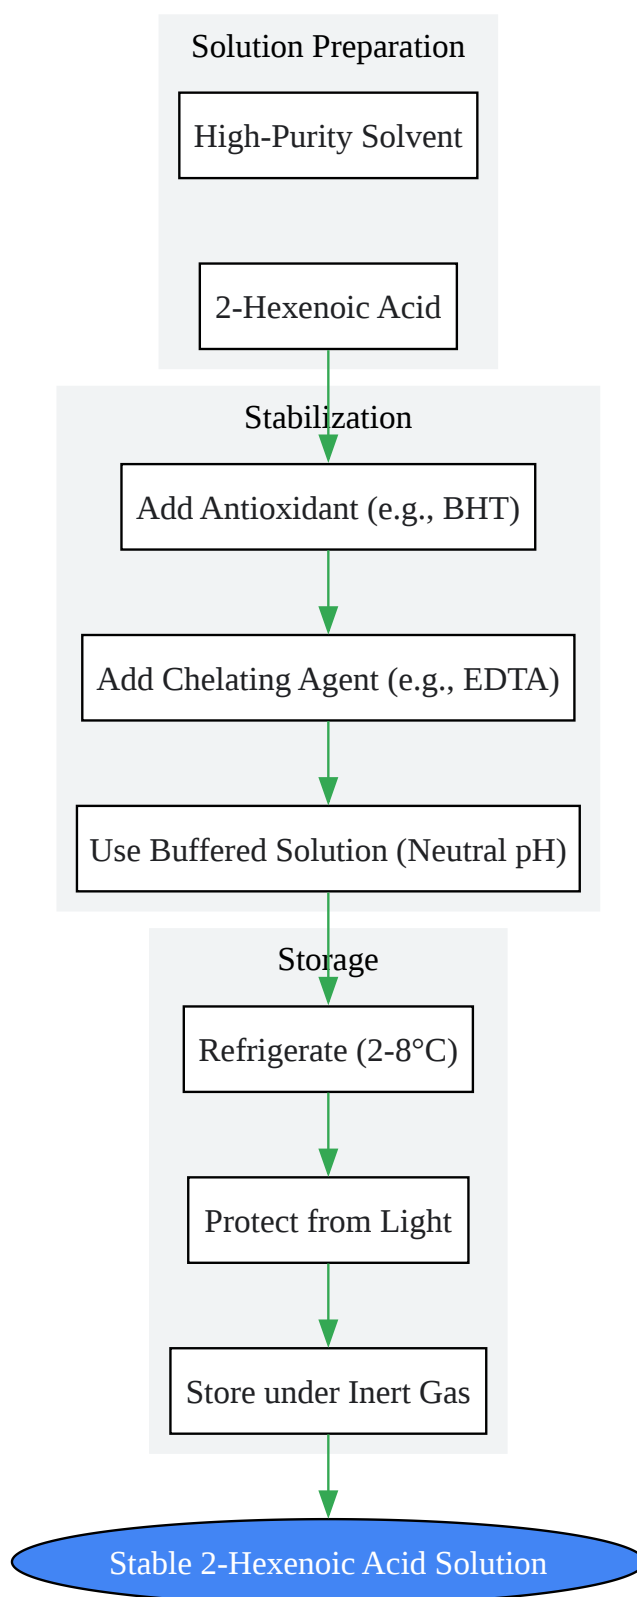 Solution Preparation
High-Purity Solvent
2-Hexenoic Acid
Stabilization
Add Antioxidant (e.g., BHT)
Add Chelating Agent (e.g., EDTA)
Use Buffered Solution (Neutral pH)
Storage
Refrigerate (2-8°C)
Protect from Light
Store under Inert Gas
Stable 2-Hexenoic Acid Solution